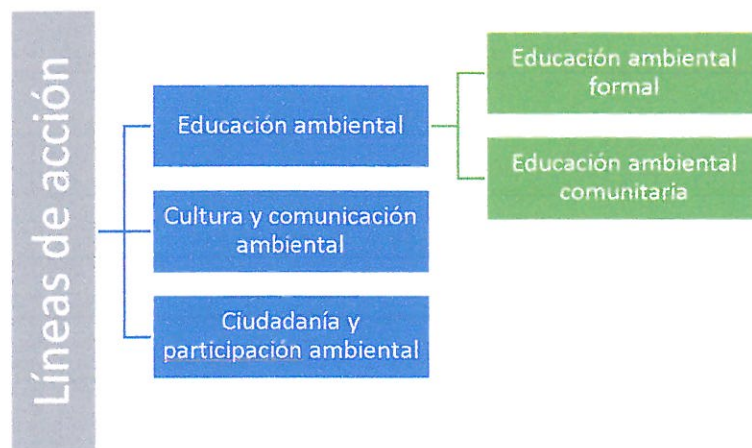 Líneas de acción
Educación ambiental
Educación ambiental
formal
Educación ambiental
comunitaria
Cultura y comunicación
ambiental
Ciudadanía y
participación ambiental